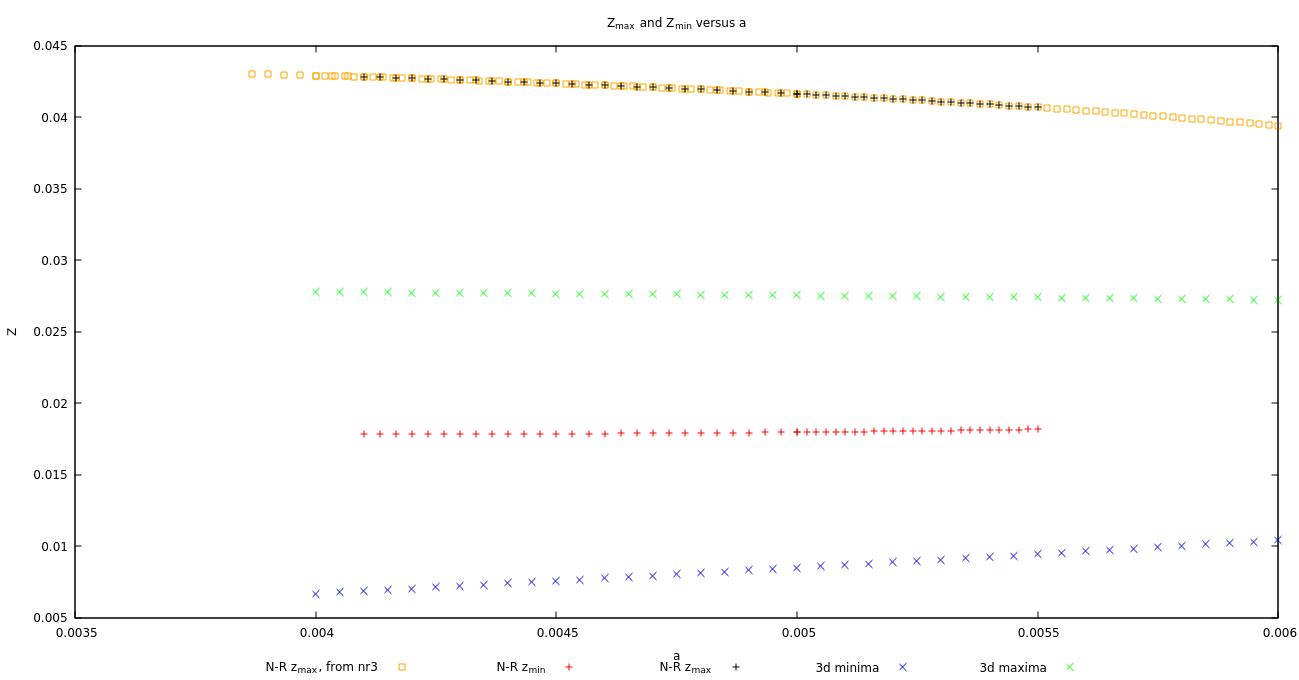 Zmax and Zmin versus a
0.045
0.04
0.035
0.03
Z
0.025
0.02
0.015
0.01
0.005
0.0035 0.004 0.0045 0.005 0.0055 0.006
a
N-R zmax, from nr3 N-R zmin N-R zmax 3d minima 3d maxima